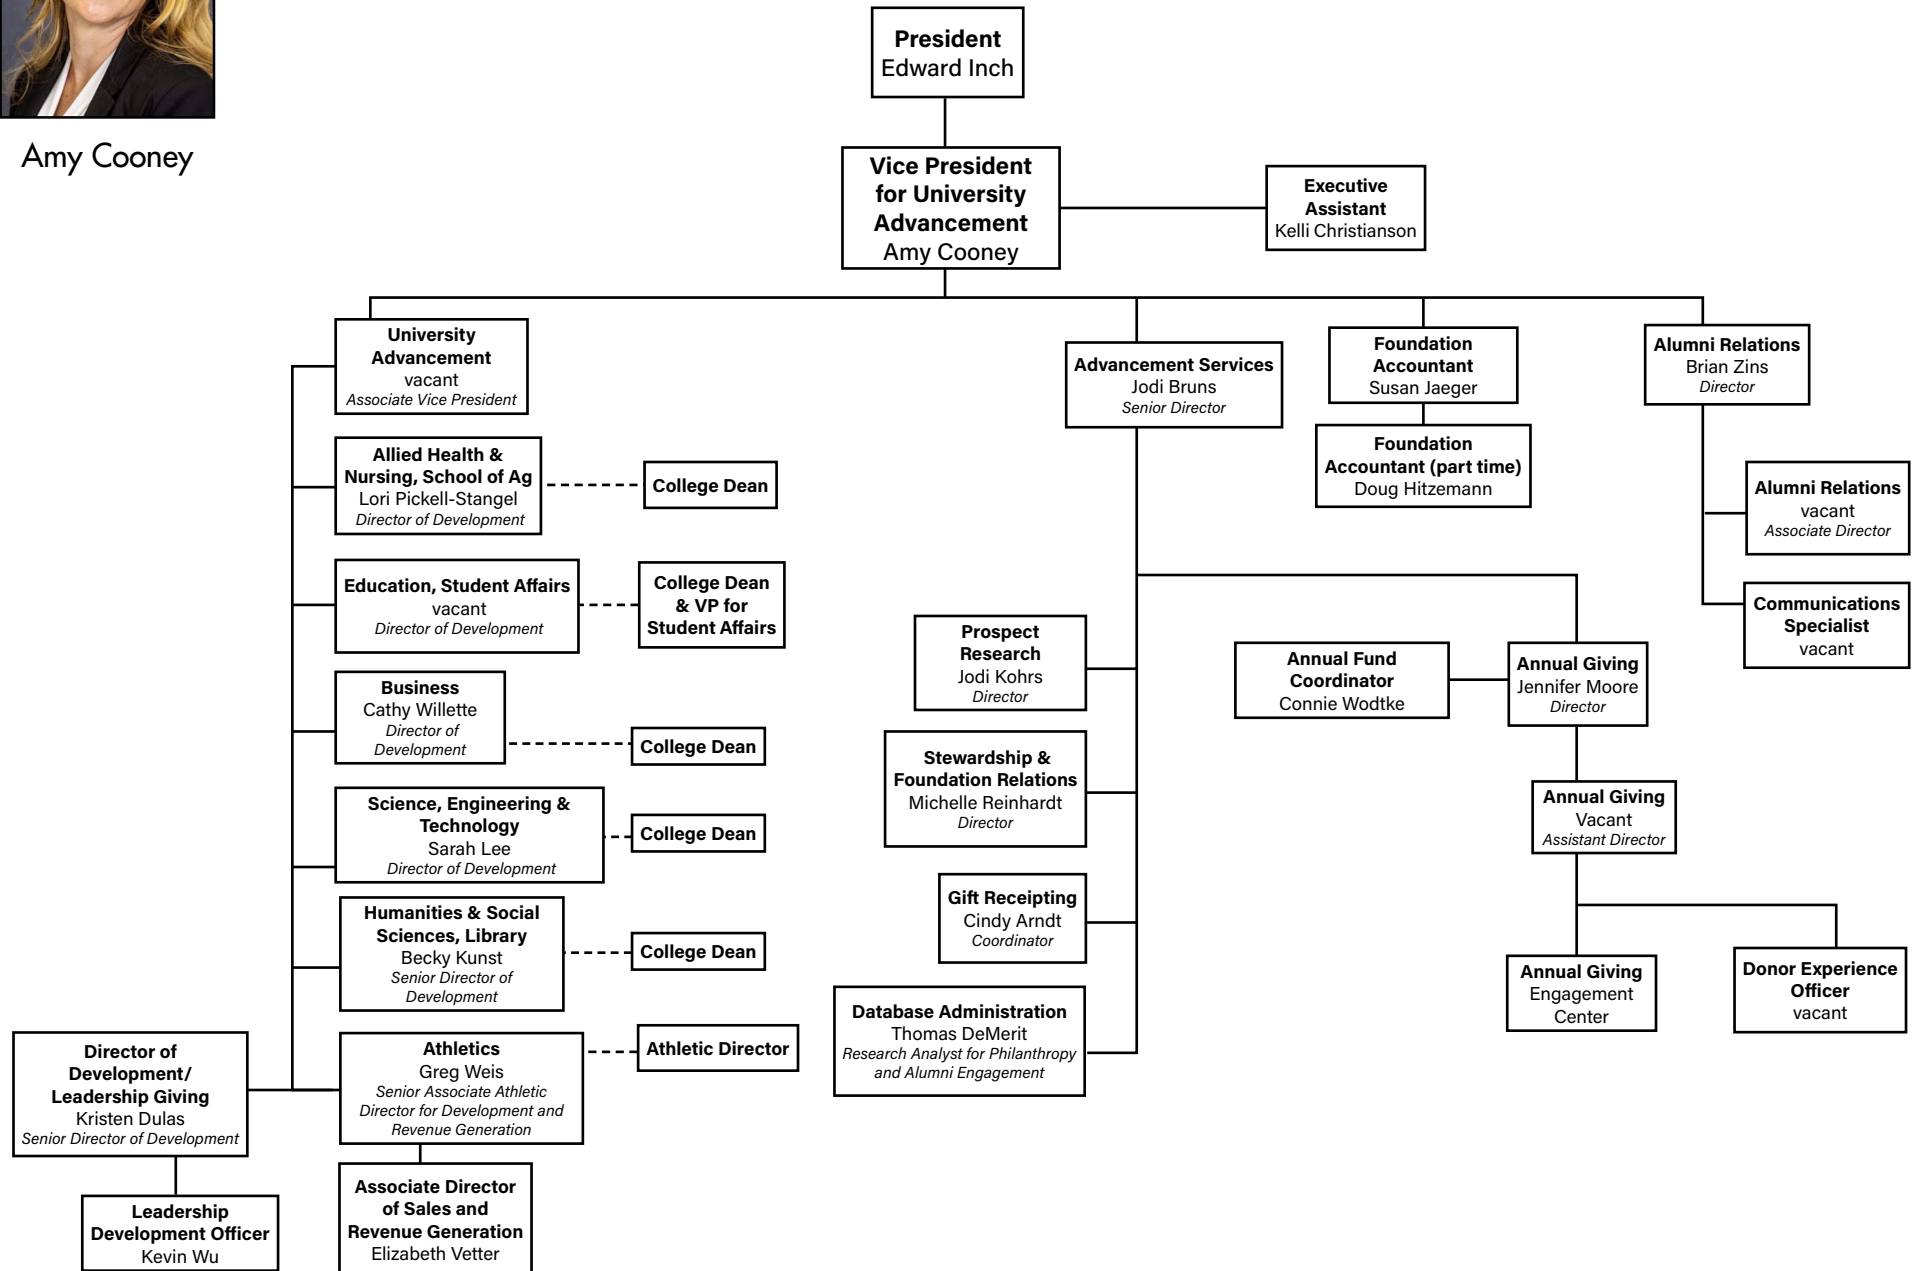 Amy Cooney
President
Edward Inch
Vice President
for University
Advancement
Amy Cooney
Executive
Assistant
Kelli Christianson
University
Advancement
vacant
Associate Vice President
Allied Health &
Nursing, School of Ag
Lori Pickell-Stangel
Director of Development
College Dean
Education, Student Affairs
vacant
Director of Development
College Dean
& VP for
Student Affairs
Business
Cathy Willette
Director of
Development
College Dean
Science, Engineering &
Technology
Sarah Lee
Director of Development
College Dean
Humanities & Social
Sciences, Library
Becky Kunst
Senior Director of
Development
College Dean
Athletics
Greg Weis
Senior Associate Athletic
Director for Development and
Revenue Generation
Athletic Director
Associate Director
of Sales and
Revenue Generation
Elizabeth Vetter
Director of
Development/
Leadership Giving
Kristen Dulas
Senior Director of Development
Leadership
Development Officer
Kevin Wu
Advancement Services
Jodi Bruns
Senior Director
Prospect
Research
Jodi Kohrs
Director
Stewardship &
Foundation Relations
Michelle Reinhardt
Director
Gift Receipting
Cindy Arndt
Coordinator
Database Administration
Thomas DeMerit
Research Analyst for Philanthropy
and Alumni Engagement
Annual Fund
Coordinator
Connie Wodtke
Annual Giving
Jennifer Moore
Director
Annual Giving
Vacant
Assistant Director
Annual Giving
Engagement
Center
Donor Experience
Officer
vacant
Foundation
Accountant
Susan Jaeger
Foundation
Accountant (part time)
Doug Hitzemann
Alumni Relations
Brian Zins
Director
Alumni Relations
vacant
Associate Director
Communications
Specialist
vacant